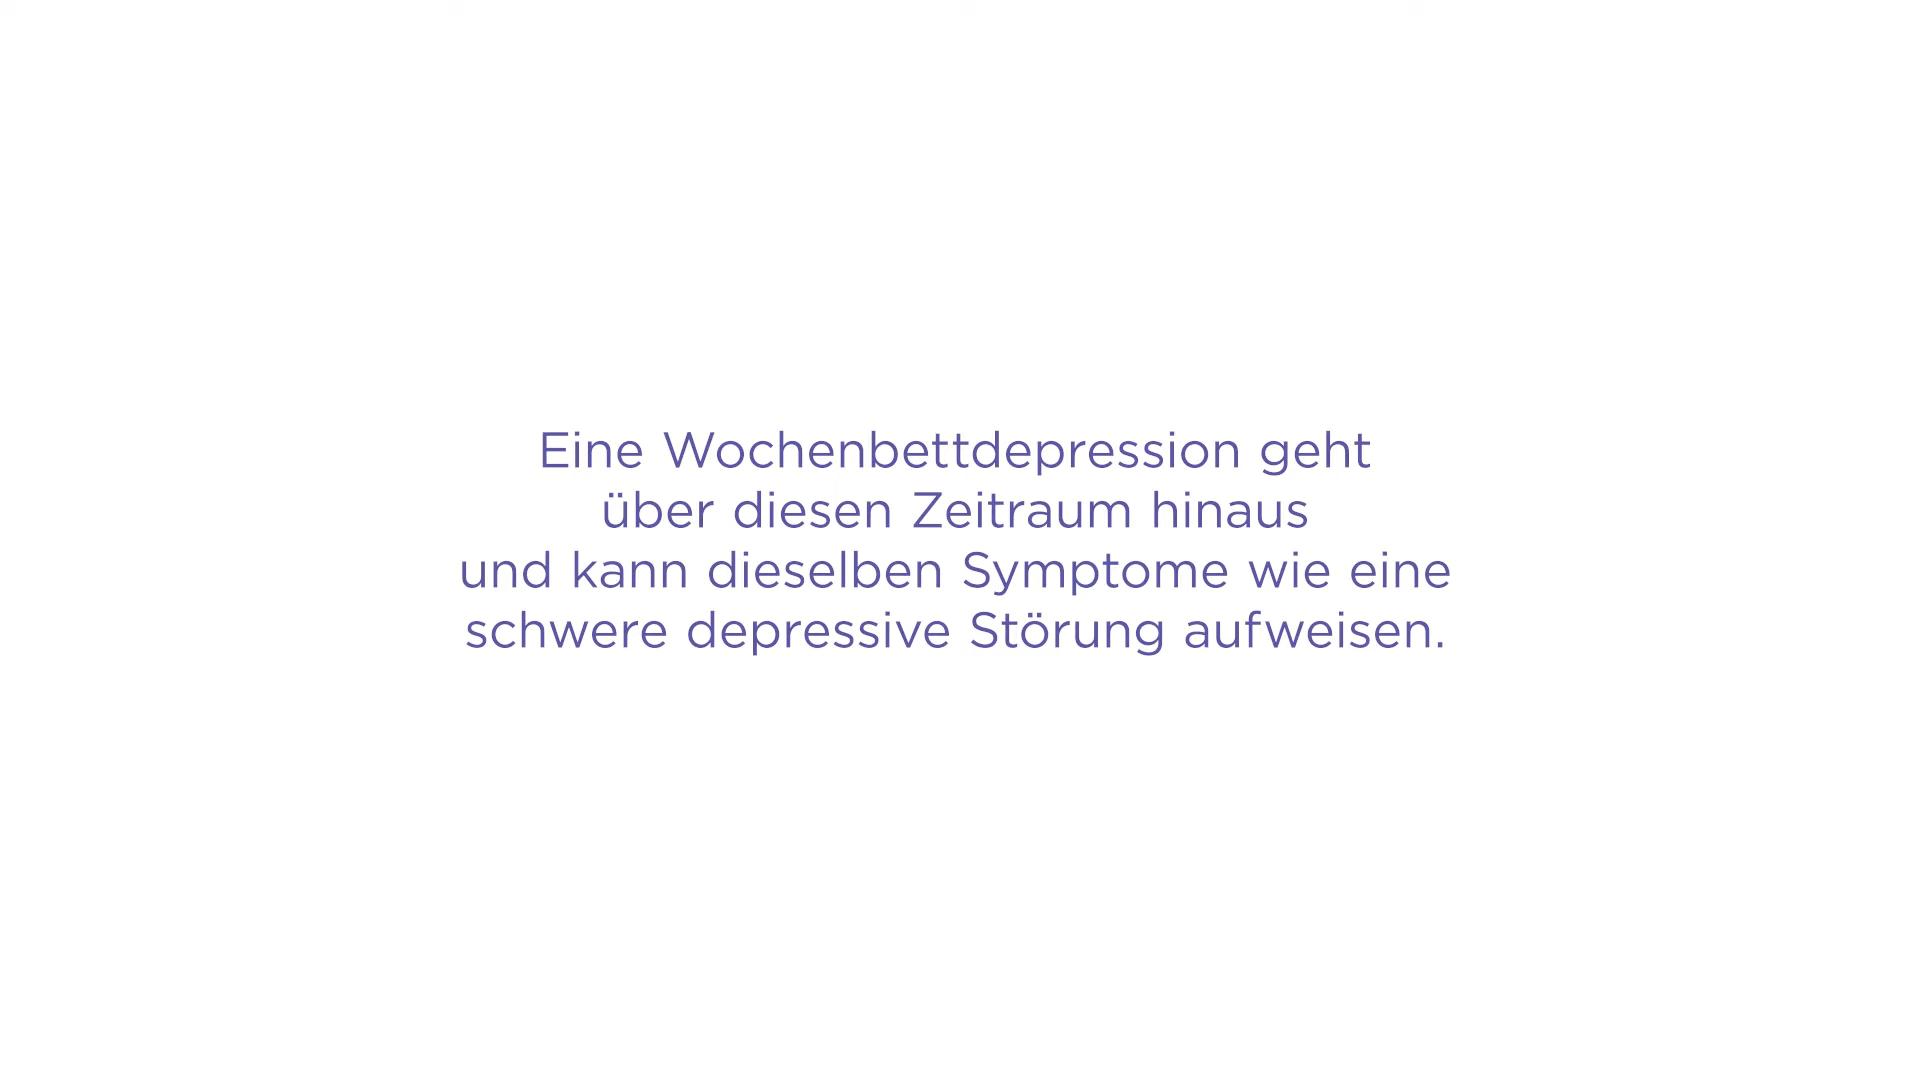 Eine Wochenbettdepression geht
über diesen Zeitraum hinaus
und kann dieselben Symptome wie eine
schwere depressive Störung aufweisen.